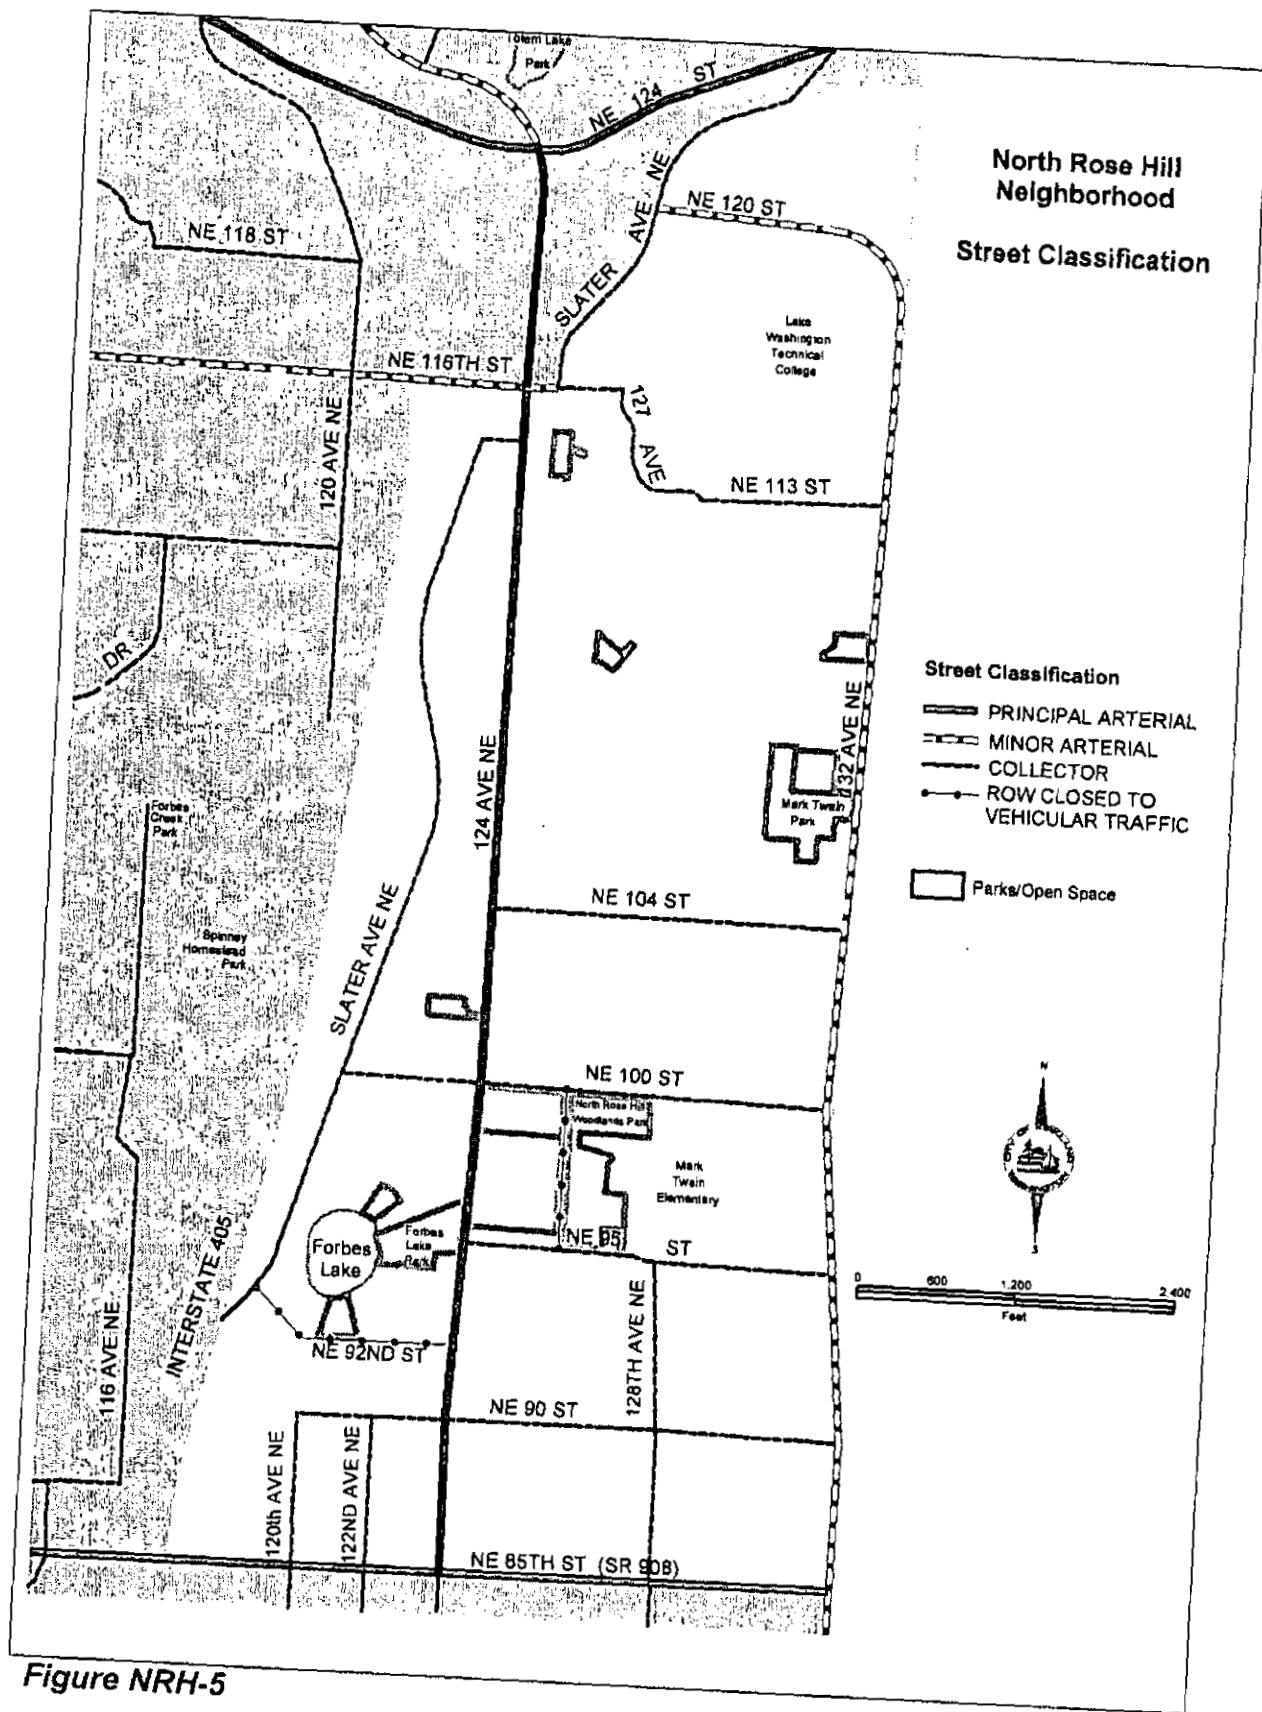 Totem Lake
Park
NE 124 ST
North Rose Hill
Neighborhood
Street Classification
NE 118 ST
SLATER AVE NE
NE 120 ST
Lake
Washington
Technical
College
NE 116TH ST
120 AVE NE
127 AVE
NE 113 ST
DR
124 AVE NE
132 AVE NE
Street Classification
PRINCIPAL ARTERIAL
MINOR ARTERIAL
COLLECTOR
ROW CLOSED TO
VEHICULAR TRAFFIC
Parks/Open Space
Mark Twain
Park
Forbes
Creek
Park
NE 104 ST
Spinney
Homestead
Park
SLATER AVE NE
NE 100 ST
North Rose Hill
Woodlands Park
Mark
Twain
Elementary
N
S
Forbes
Lake
Forbes
Lake
Park
NE 95 ST
INTERSTATE 405
116 AVE NE
NE 92ND ST
128TH AVE NE
0 600 1,200 2,400
Feet
NE 90 ST
120th AVE NE
122ND AVE NE
NE 85TH ST (SR 908)
Figure NRH-5